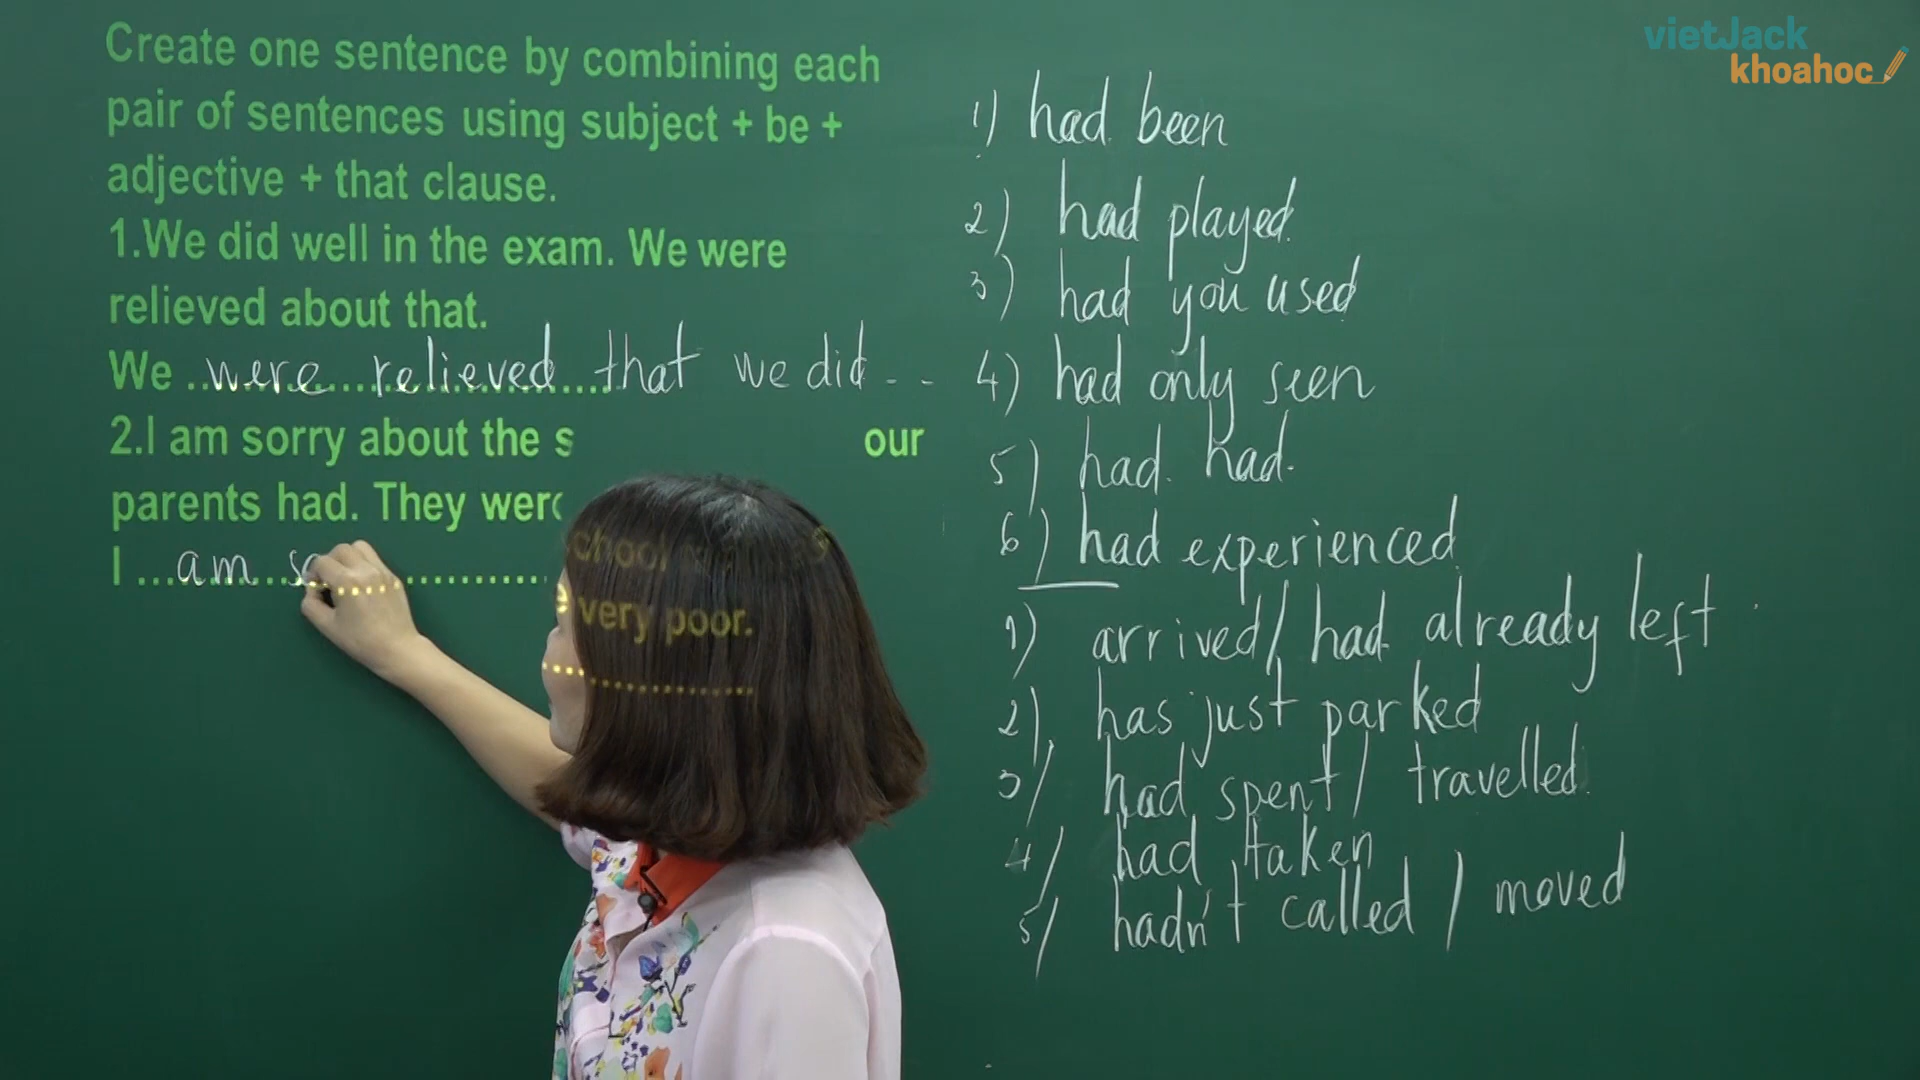 vietJack
khoahoc
Create one sentence by combining each
pair of sentences using subject + be +
adjective + that clause.
1.We did well in the exam. We were
relieved about that.
We ... were relieved that we did - -
2.I am sorry about the school our
parents had. They were very poor.
I ... am so
1) had been
2) had played
3) had you used
4) had only seen
5) had had
6) had experienced
1) arrived/ had already left
2) has just parked
3/ had spent / travelled
4/ had taken
5/ hadn't called / moved